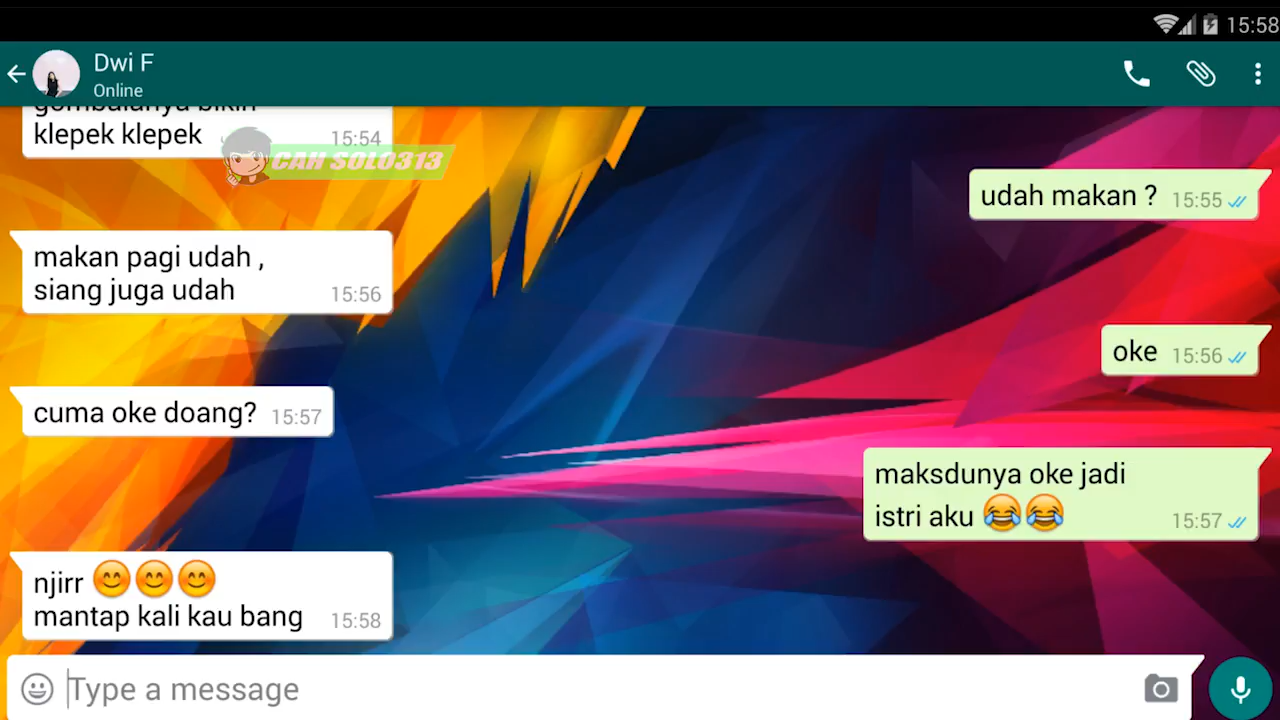 15:58
Dwi F
Online
gombalanya bikin
klepek klepek 15:54
CAH SOLO313
udah makan ? 15:55
makan pagi udah ,
siang juga udah 15:56
oke 15:56
cuma oke doang? 15:57
maksdunya oke jadi
istri aku 😂😂 15:57
njirr 😊😊😊
mantap kali kau bang 15:58
Type a message